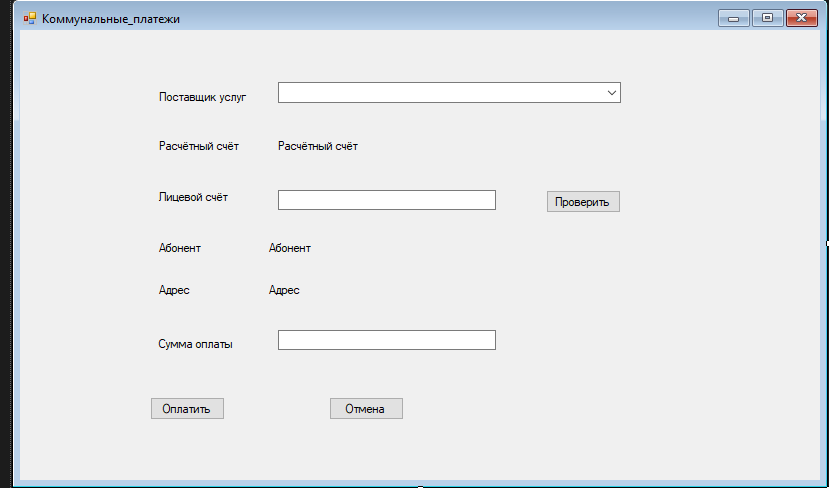 Коммунальные_платежи
Поставщик услуг
Расчётный счёт Расчётный счёт
Лицевой счёт Проверить
Абонент Абонент
Адрес Адрес
Сумма оплаты
Оплатить Отмена